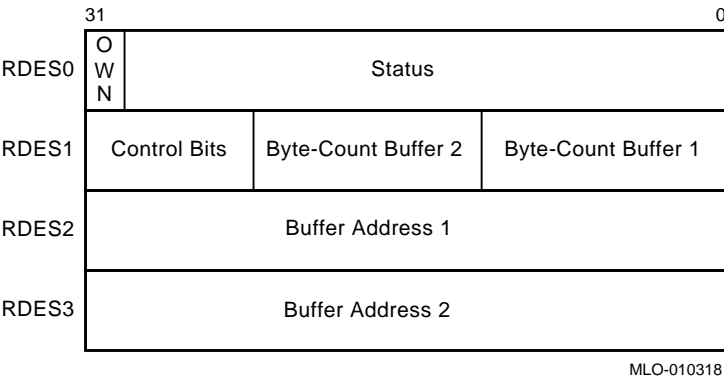 31 0
RDES0 OWN Status
RDES1 Control Bits Byte-Count Buffer 2 Byte-Count Buffer 1
RDES2 Buffer Address 1
RDES3 Buffer Address 2
MLO-010318